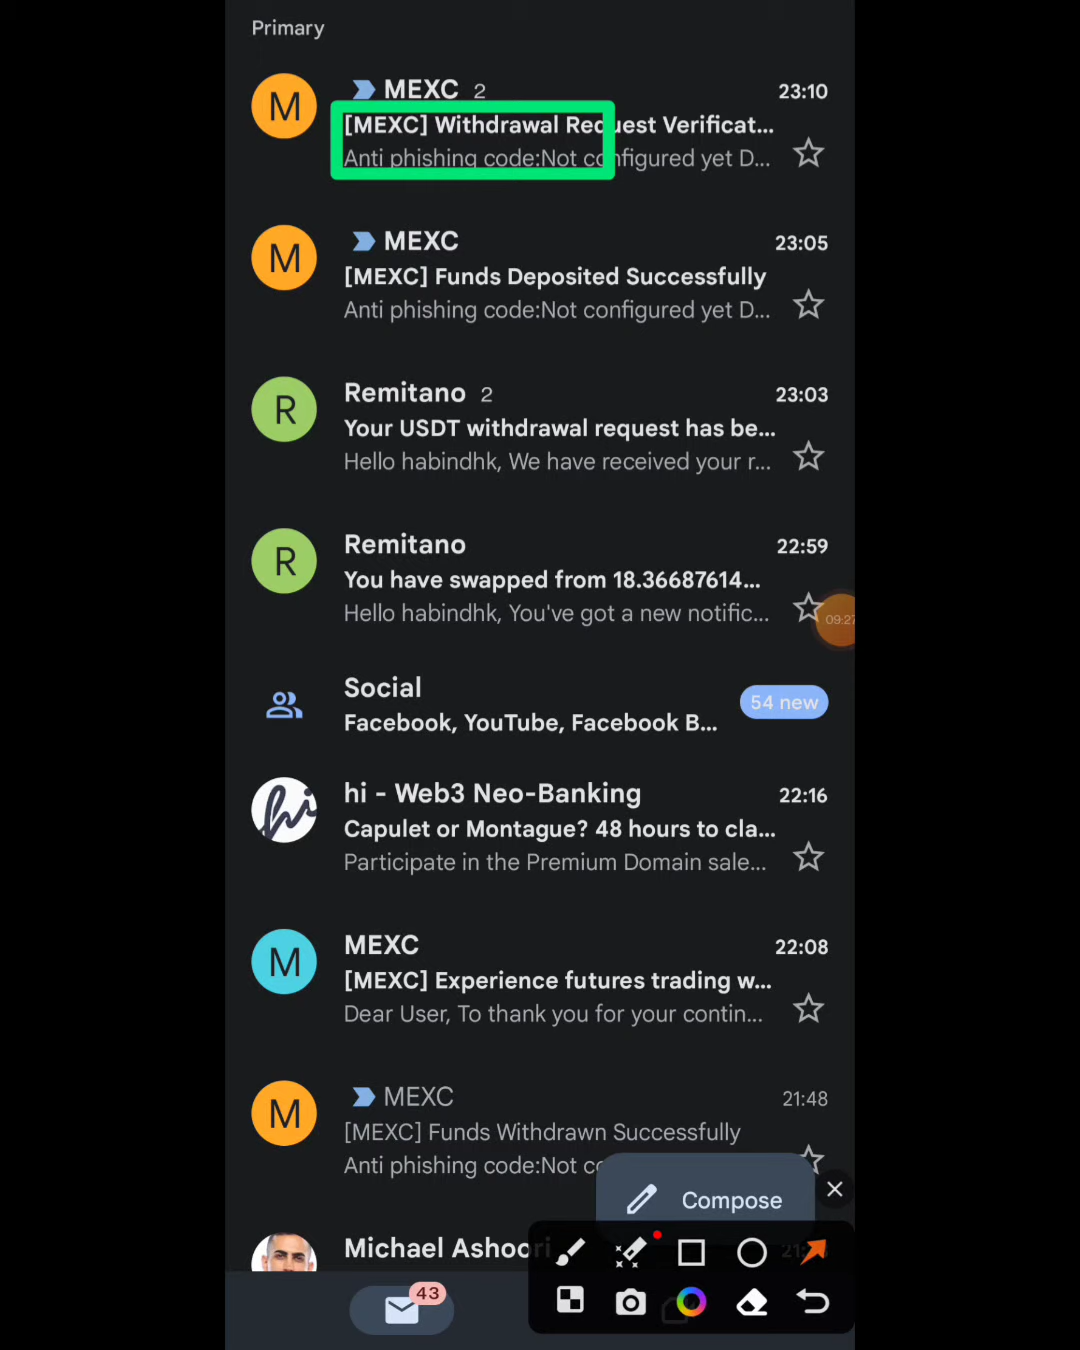 Primary
M
MEXC 2
23:10
[MEXC] Withdrawal Request Verificat...
Anti phishing code:Not configured yet D...
M
MEXC
23:05
[MEXC] Funds Deposited Successfully
Anti phishing code:Not configured yet D...
R
Remitano 2
23:03
Your USDT withdrawal request has be...
Hello habindhk, We have received your r...
R
Remitano
22:59
You have swapped from 18.36687614...
Hello habindhk, You've got a new notific...
09:27
Social
54 new
Facebook, YouTube, Facebook B...
hi
hi - Web3 Neo-Banking
22:16
Capulet or Montague? 48 hours to cla...
Participate in the Premium Domain sale...
M
MEXC
22:08
[MEXC] Experience futures trading w...
Dear User, To thank you for your contin...
M
MEXC
21:48
[MEXC] Funds Withdrawn Successfully
Anti phishing code:Not
Compose
Michael Ashoori
43